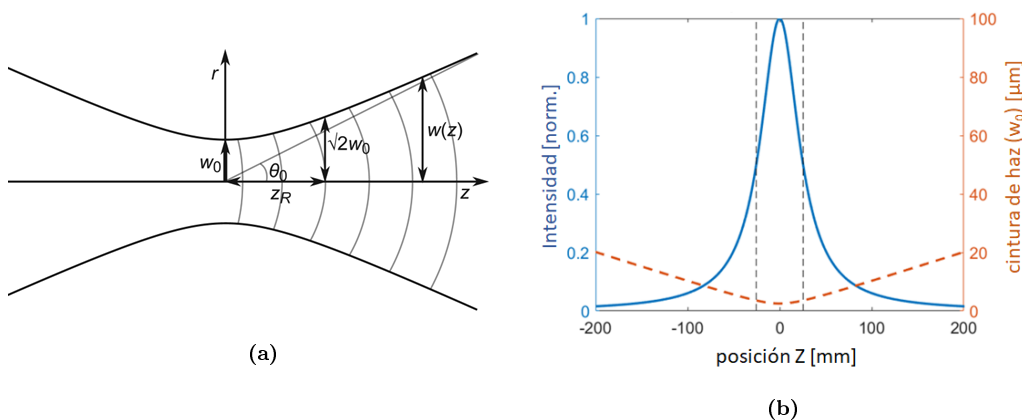 r
w₀
θ₀
z_R
√2w₀
w(z)
z
(a)
Intensidad [norm.]
1
0.8
0.6
0.4
0.2
0
-200
-100
0
100
200
posición Z [mm]
100
80
60
40
20
0
cintura de haz (w₀) [µm]
(b)